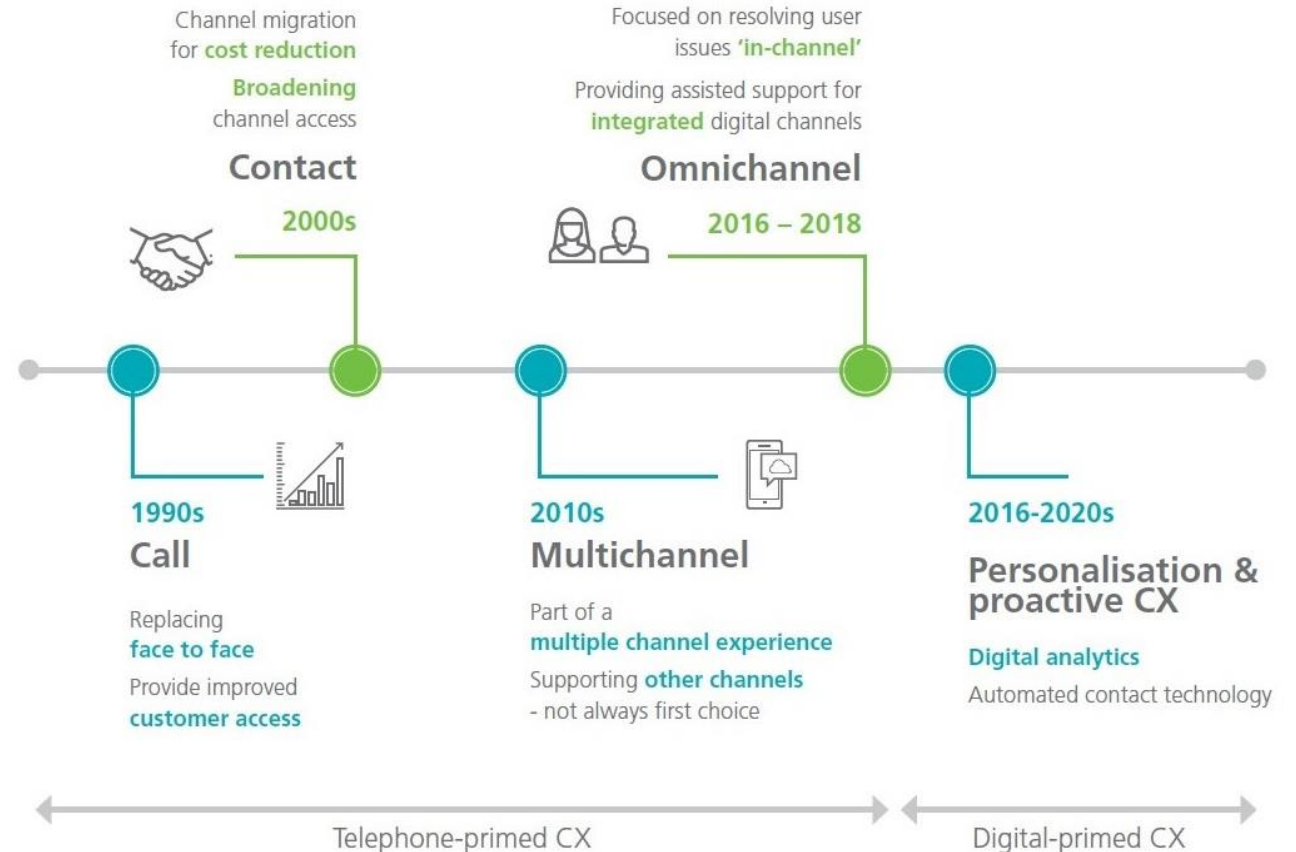 Channel migration
for cost reduction
Broadening
channel access
Contact
2000s
Focused on resolving user
issues ‘in-channel’
Providing assisted support for
integrated digital channels
Omnichannel
2016 – 2018
1990s
Call
Replacing
face to face
Provide improved
customer access
2010s
Multichannel
Part of a
multiple channel experience
Supporting other channels
- not always first choice
2016-2020s
Personalisation &
proactive CX
Digital analytics
Automated contact technology
Telephone-primed CX
Digital-primed CX